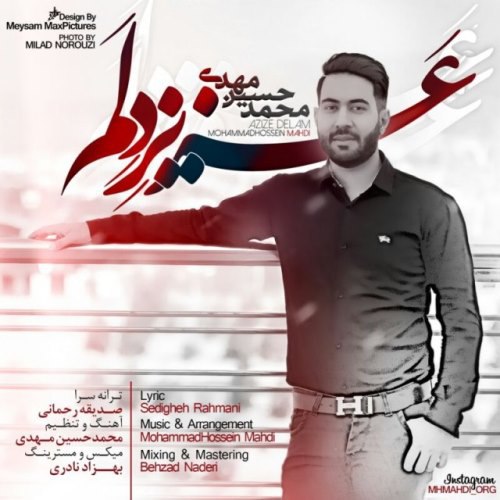 Design By
Meysam MaxPictures
PHOTO BY
MILAD NOROUZI
عزیز دلم
محمد حسین مهدی
AZIZE DELAM
MOHAMMADHOSSEIN MAHDI
ترانه سرا
صدیقه رحمانی
آهنگ و تنظیم
محمدحسین مهدی
میکس و مسترینگ
بهزاد نادری
Lyric
Sedigheh Rahmani
Music & Arrangement
MohammadHossein Mahdi
Mixing & Mastering
Behzad Naderi
Instagram
MHMAHDI_ORG